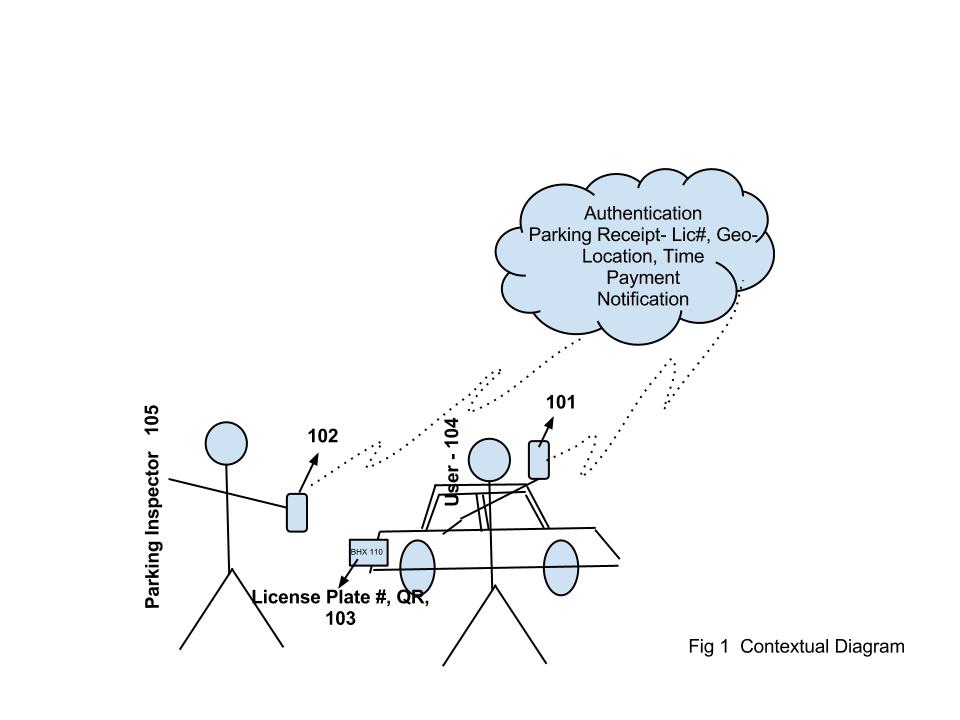 Authentication
Parking Receipt- Lic#, Geo-
Location, Time
Payment
Notification
101
102
Parking Inspector 105
User - 104
BHX 110
License Plate #, QR,
103
Fig 1 Contextual Diagram